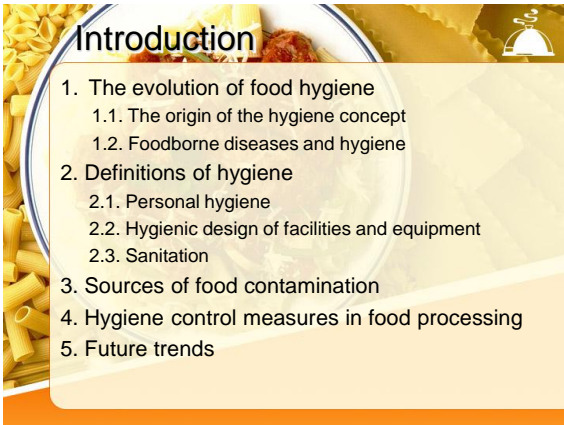 Introduction
1. The evolution of food hygiene
1.1. The origin of the hygiene concept
1.2. Foodborne diseases and hygiene
2. Definitions of hygiene
2.1. Personal hygiene
2.2. Hygienic design of facilities and equipment
2.3. Sanitation
3. Sources of food contamination
4. Hygiene control measures in food processing
5. Future trends